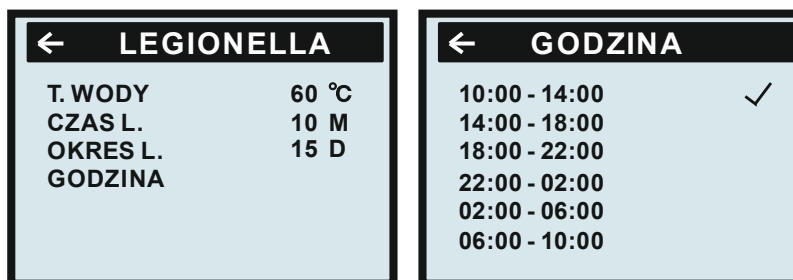 ← LEGIONELLA
T. WODY 60 °C
CZAS L. 10 M
OKRES L. 15 D
GODZINA
← GODZINA
10:00 - 14:00 ✓
14:00 - 18:00
18:00 - 22:00
22:00 - 02:00
02:00 - 06:00
06:00 - 10:00